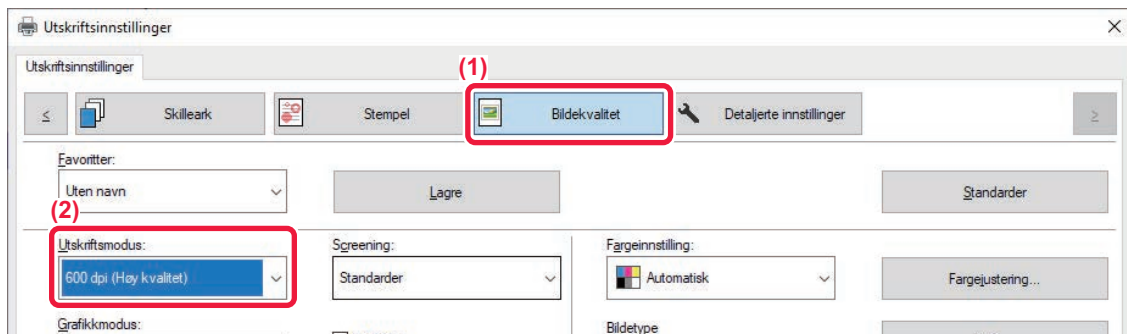 Utskriftsinnstillinger
Utskriftsinnstillinger
(1)
≤ Skilleark Stempel Bildekvalitet Detaljerte innstillinger ≥
Favoritter:
Uten navn Lagre Standarder
(2)
Utskriftsmodus: Screening: Fargeinnstilling:
600 dpi (Høy kvalitet) Standarder Automatisk Fargejustering...
Grafikkmodus: Bildetype